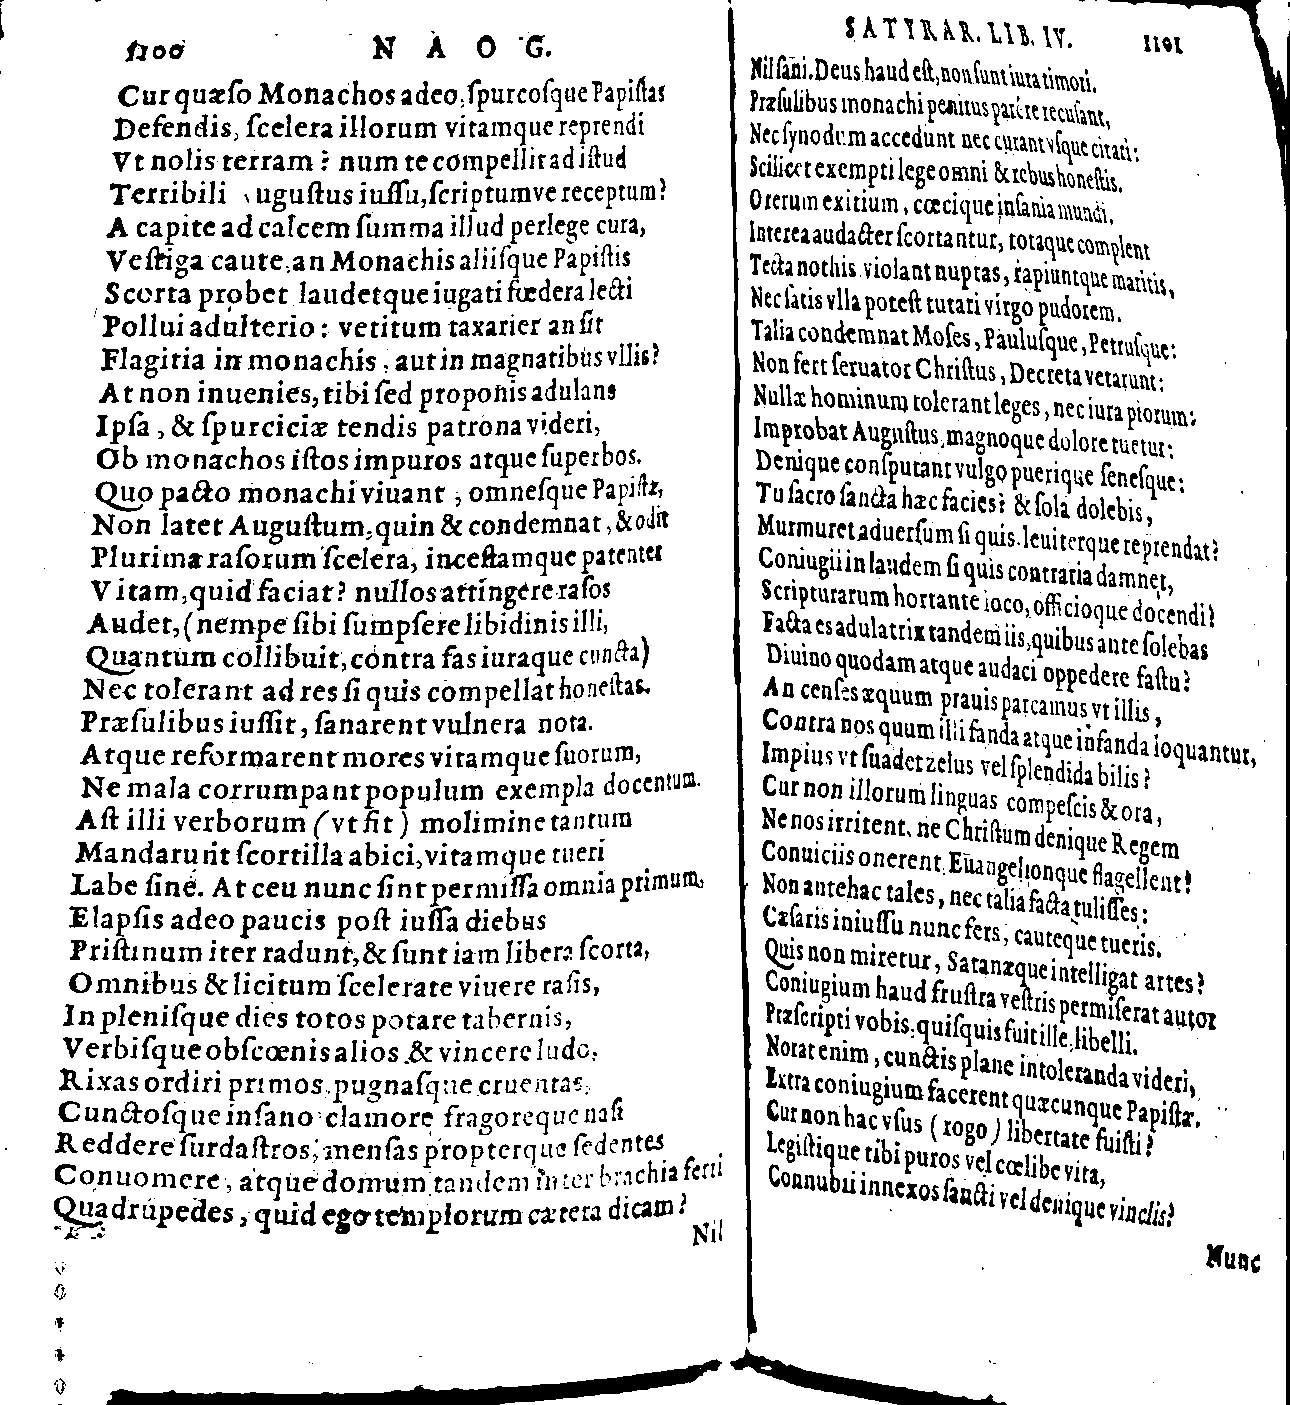 1200 N A O G.
Cur quæso Monachos adeo, spurcosque Papistas
Defendis, scelera illorum vitamque reprendi
Vt nolis terram? num te compellit ad istud
Terribili ugustus iussu, scriptumve receptum?
A capite ad calcem summa illud perlege cura,
Vestiga caute, an Monachis aliisque Papistis
Scorta probet laudetque iugati fœdera lecti
Pollui adulterio: vetitum taxarier an sit
Flagitia in monachis, aut in magnatibus vllis?
At non inuenies, tibi sed proponis adulans
Ipsa, & spurciciæ tendis patrona videri,
Ob monachos istos impuros atque superbos.
Quo pacto monachi viuant, omnesque Papistæ,
Non latet Augustum, quin & condemnat, & odit
Plurima rasorum scelera, incestamque patenter
Vitam, quid faciat? nullos attingere rasos
Audet, (nempe sibi sumpsere libidinis illi,
Quantum collibuit, contra fas iuraque cuncta)
Nec tolerant ad res si quis compellat honestas.
Præsulibus iussit, sanarent vulnera nota.
Atque reformarent mores vitamque suorum,
Ne mala corrumpant populum exempla docentum.
Ast illi verborum (vt fit) molimine tantum
Mandarunt scortilla abici, vitamque tueri
Labe sine. At ceu nunc sint permissa omnia primum,
Elapsis adeo paucis post iussa diebus
Pristinum iter radunt, & sunt iam libera scorta,
Omnibus & licitum scelerate viuere rasis,
In plenisque dies totos potare tabernis,
Verbisque obscœnis alios & vincere ludo,
Rixas ordiri primos, pugnasque cruentas,
Cunctosque insano clamore fragoreque nasi
Reddere surdastros, mensas propterque sedentes
Conuomere, atque domum tandem inter brachia ferri
Quadrupedes, quid ego templorum cætera dicam?
Nil
SATYRAR. LIB. IV. 1101
Nil sani. Deus haud est, non sunt iura timori.
Præsulibus monachi penitus parere recusant,
Nec synodum accedunt nec curant vsque citati:
Scilicet exempti lege omni & rebus honestis.
O rerum exitium, cœcique insania mundi,
Interea audacter scortantur, totaque complent
Tecta nothis violant nuptas, rapiuntque maritis,
Nec satis vlla potest tutari virgo pudorem.
Talia condemnat Moses, Paulusque, Petrusque:
Non fert seruator Christus, Decreta vetarunt:
Nulla hominum tolerant leges, nec iura piorum:
Improbat Augustus, magnoque dolore tuetur:
Denique consputant vulgo puerique senesque:
Tu sacro sancta hæc facies? & sola dolebis,
Murmuret aduersum si quis, leuiterque reprendat?
Coniugii in laudem si quis contraria damnet,
Scripturarum hortante ioco, officioque docendi?
Facta es adulatrix tandem iis, quibus ante solebas
Diuino quodam atque audaci oppedere fastu?
An censes æquum prauis parcamus vt illis,
Contra nos quum illi fanda atque infanda loquantur,
Impius vt suadet zelus vel splendida bilis?
Cur non illorum linguas compescis & ora,
Ne nos irritent, ne Christum denique Regem
Conuiciis onerent, Euangelionque flagellent?
Non antehac tales, nec talia facta tulisses:
Cæsaris iniussu nunc fers, cauteque tueris.
Quis non miretur, Satanæque intelligat artes?
Coniugium haud frustra vestris permiserat autor
Præscripti vobis, quisquis fuit ille, libelli.
Norat enim, cunctis plane intoleranda videri,
Extra coniugium facerent quæcunque Papistæ.
Cur non hac vsus (rogo) libertate fuisti?
Legistique tibi puros vel cœlibe vita,
Connubii innexos sancti vel denique vinclis?
Nunc